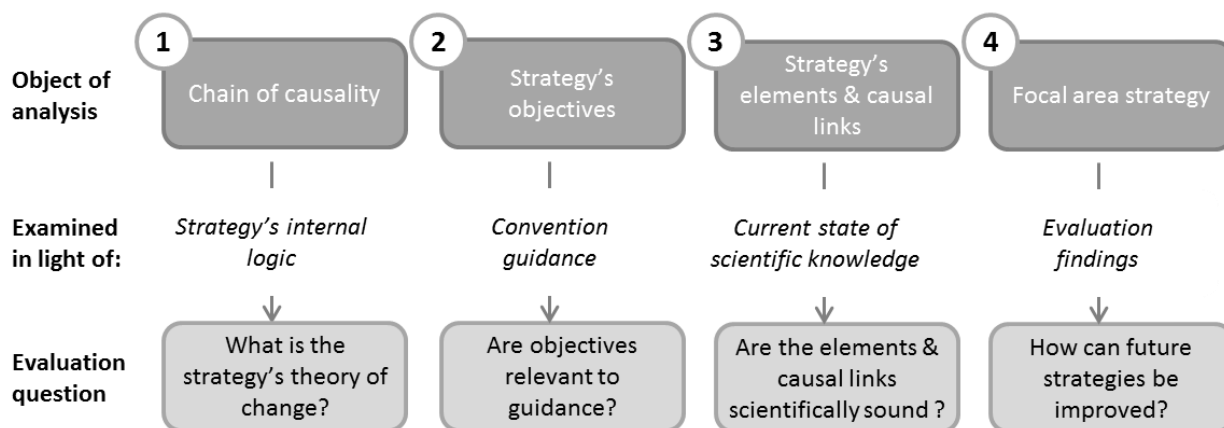 1
2
3
4
Object of
analysis
Chain of causality
Strategy's
objectives
Strategy's
elements & causal
links
Focal area strategy
Examined
in light of:
Strategy's internal
logic
Convention
guidance
Current state of
scientific knowledge
Evaluation
findings
Evaluation
question
What is the
strategy's theory of
change?
Are objectives
relevant to
guidance?
Are the elements &
causal links
scientifically sound ?
How can future
strategies be
improved?